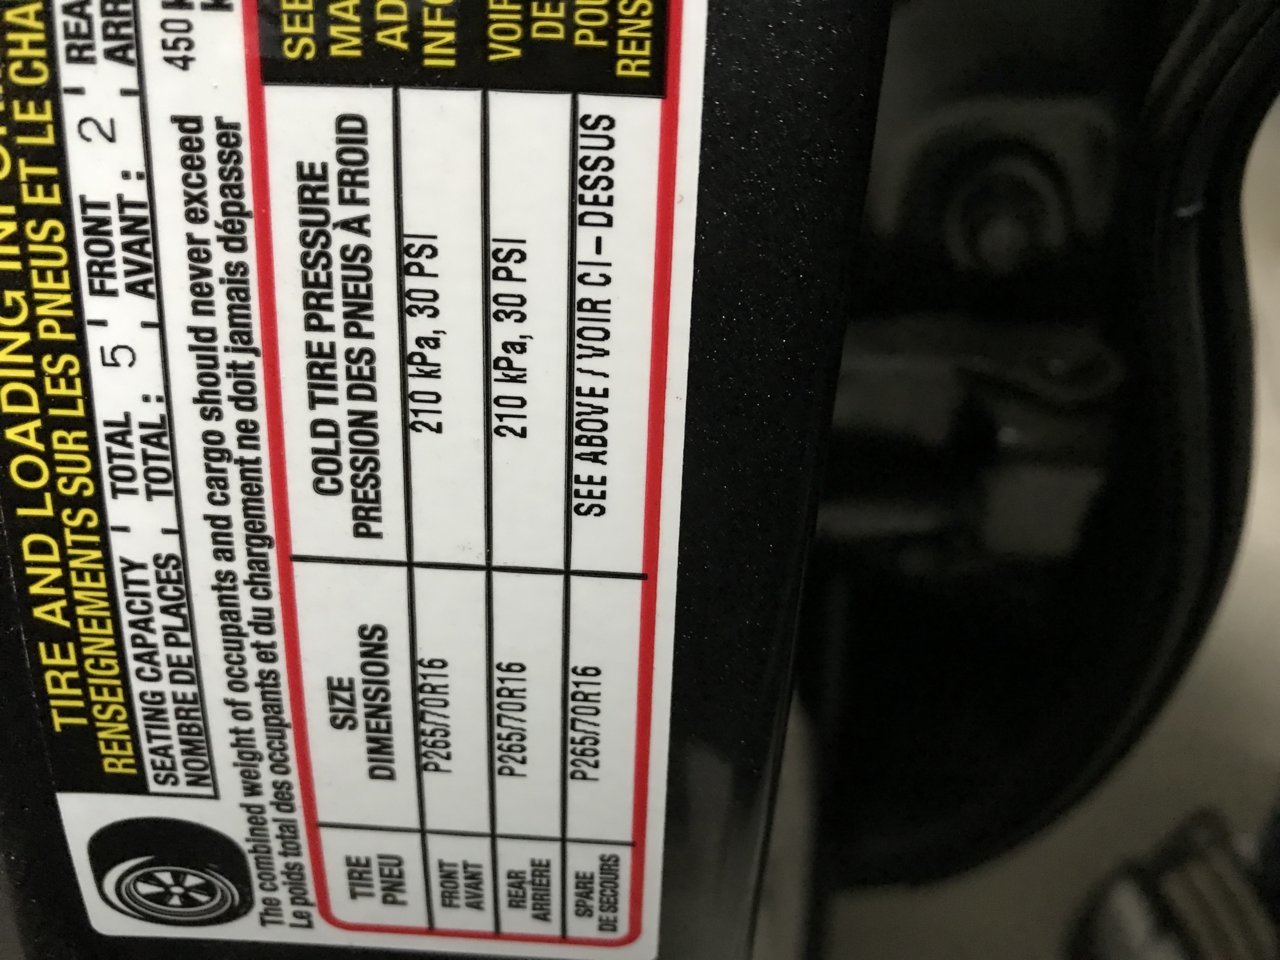 TIRE AND LOADING
RENSEIGNEMENTS SUR LES PNEUS ET LE
SEATING CAPACITY TOTAL 5 FRONT 2
NOMBRE DE PLACES TOTAL : AVANT :
The combined weight of occupants and cargo should never exceed 450
Le poids total des occupants et du chargement ne doit jamais dépasser
TIRE SIZE COLD TIRE PRESSURE
PNEU DIMENSIONS PRESSION DES PNEUS À FROID
FRONT P265/70R16 210 kPa, 30 PSI
AVANT
REAR P265/70R16 210 kPa, 30 PSI
ARRIÈRE
SPARE P265/70R16 SEE ABOVE / VOIR CI-DESSUS
DE SECOURS
SEE
VOIR
DE